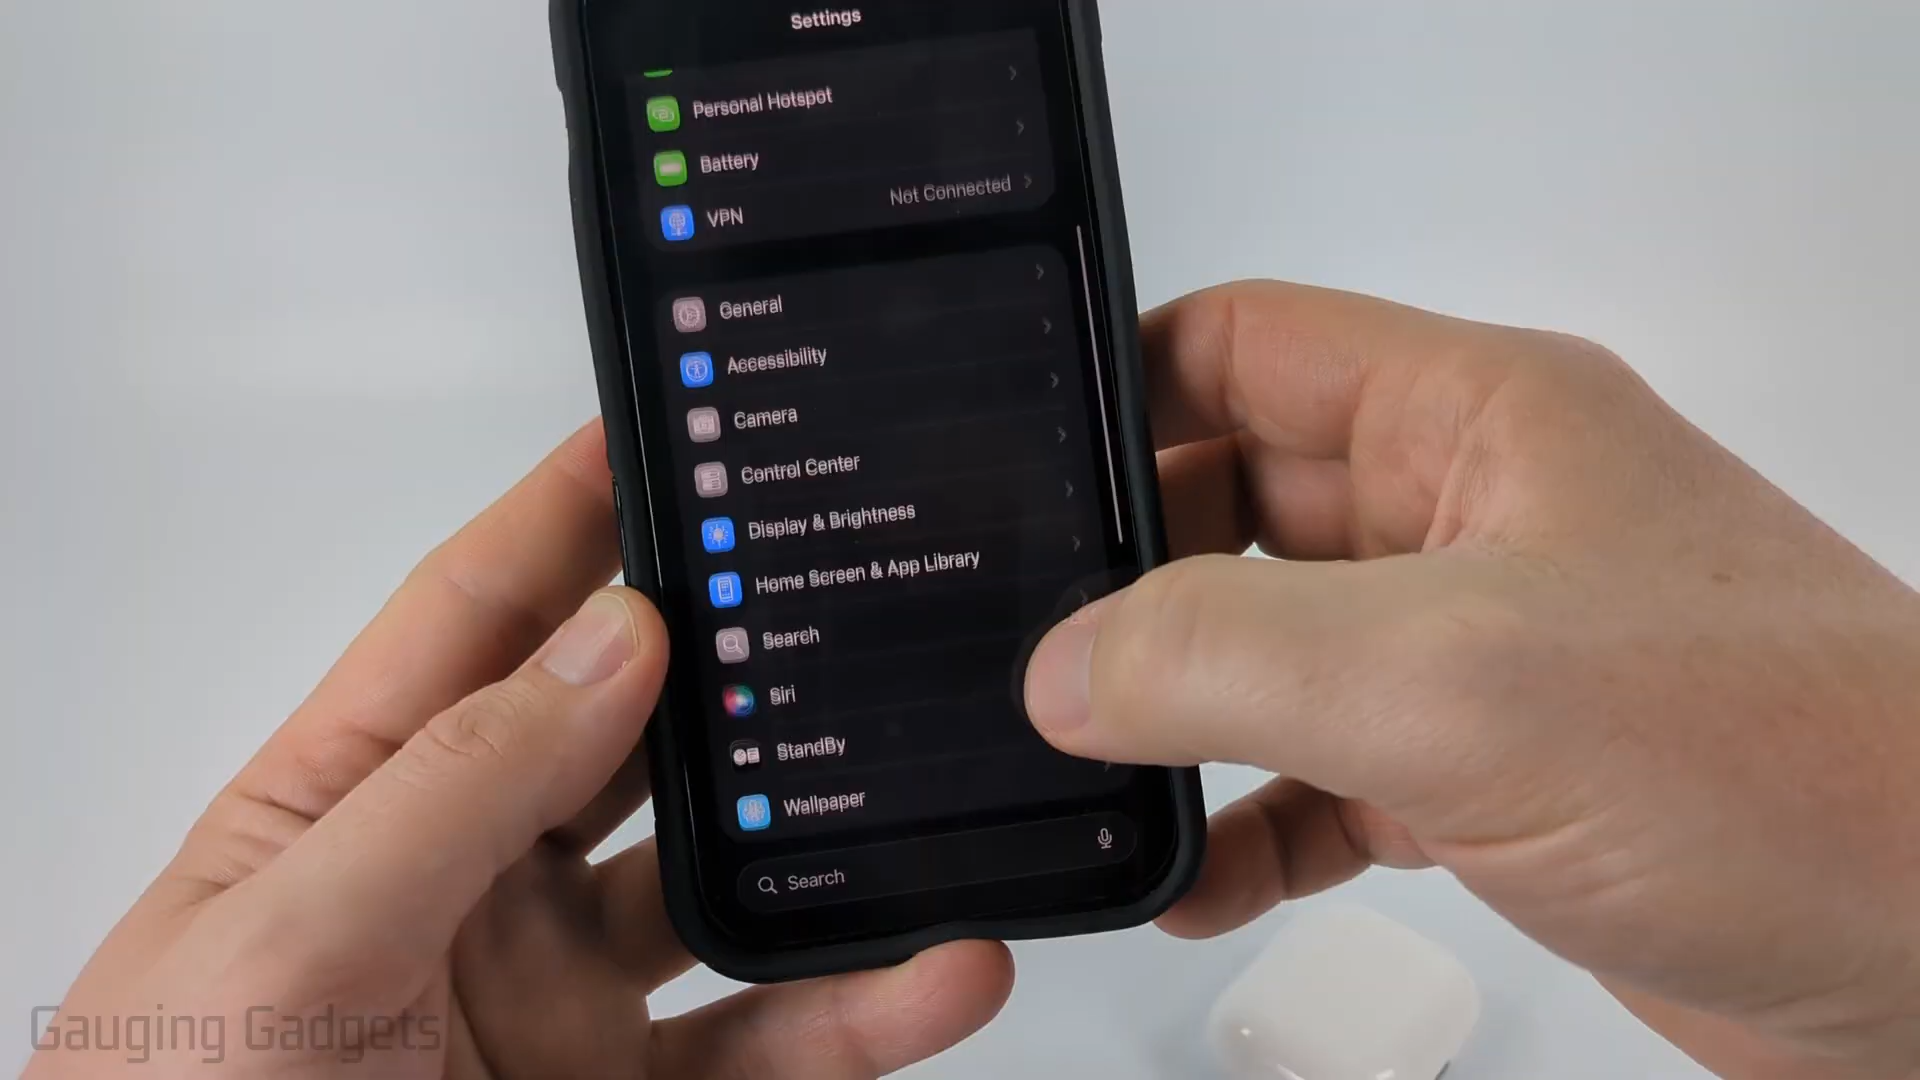 Settings
Personal Hotspot
Battery
VPN Not Connected
General
Accessibility
Camera
Control Center
Display & Brightness
Home Screen & App Library
Search
Siri
StandBy
Wallpaper
Search
Gauging Gadgets